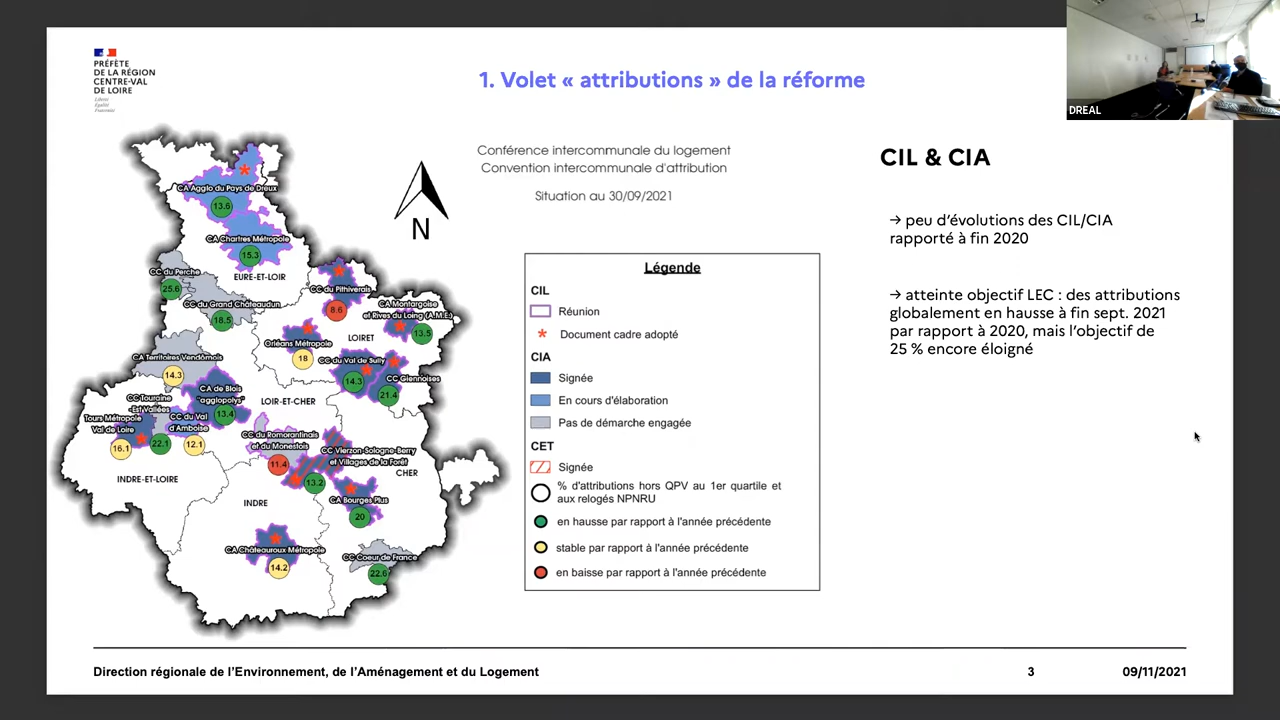 PRÉFÈTE
DE LA RÉGION
CENTRE-VAL
DE LOIRE
Liberté
Égalité
Fraternité
1. Volet « attributions » de la réforme
DREAL
Conférence intercommunale du logement
Convention intercommunale d'attribution
Situation au 30/09/2021
N
CIL & CIA
→ peu d'évolutions des CIL/CIA
rapporté à fin 2020
→ atteinte objectif LEC : des attributions
globalement en hausse à fin sept. 2021
par rapport à 2020, mais l'objectif de
25 % encore éloigné
CA Agglo du Pays de Dreux
13.6
CA Chartres Métropole
15.3
EURE-ET-LOIR
CC du Perche
25.6
CC du Grand Châteaudun
18.5
CC du Pithiverais
8.6
CA Montargoise
et Rives du Loing (A.M.E.)
13.5
Orléans Métropole
18
LOIRET
CC du Val de Sully
14.3
CC Giennoises
21.4
CA Territoires Vendômois
14.3
CA de Blois
"agglopolys"
13.4
LOIR-ET-CHER
CC Touraine
-Est Vallées
22.1
Tours Métropole
Val de Loire
16.1
CC du Val
d'Amboise
12.1
CC du Romorantinais
et du Monestois
11.4
CC Vierzon-Sologne-Berry
et Villages de la Forêt
13.2
CHER
INDRE-ET-LOIRE
INDRE
CA Bourges Plus
20
CA Châteauroux Métropole
14.2
CC Coeur de France
22.6
Légende
CIL
Réunion
Document cadre adopté
CIA
Signée
En cours d'élaboration
Pas de démarche engagée
CET
Signée
% d'attributions hors QPV au 1er quartile et
aux relogés NPNRU
en hausse par rapport à l'année précédente
stable par rapport à l'année précédente
en baisse par rapport à l'année précédente
Direction régionale de l'Environnement, de l'Aménagement et du Logement
3
09/11/2021